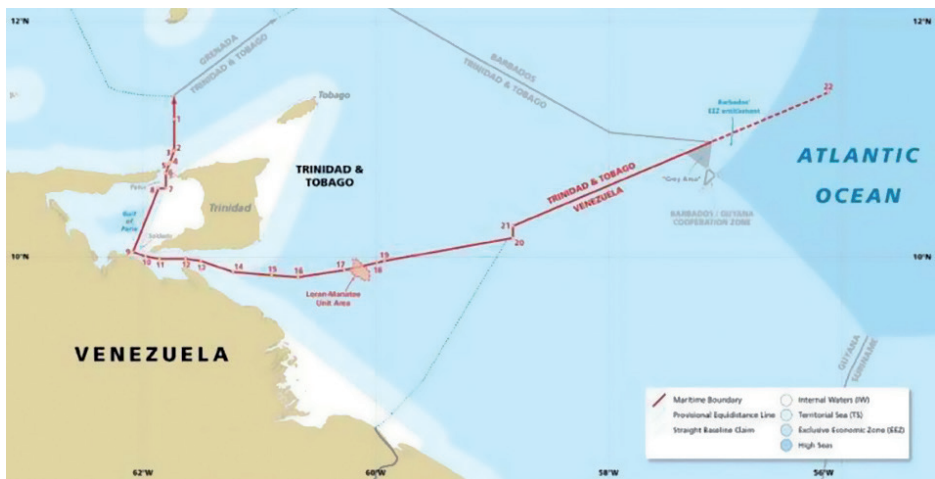 12°N
12°N
GRENADA
TRINIDAD & TOBAGO
BARBADOS
TRINIDAD & TOBAGO
22
Barbados'
EEZ entitlement
1
2
3
4
5
6
7
8
Tobago
TRINIDAD &
TOBAGO
ATLANTIC
OCEAN
"Grey Area"
TRINIDAD & TOBAGO
VENEZUELA
Trinidad
Gulf
of
Paria
BARBADOS / GUYANA
COOPERATION ZONE
21
20
9
10
11
12
13
14
15
16
17
18
19
10°N
10°N
Loran-Manatee
Unit Area
VENEZUELA
GUYANA
SURINAME
Maritime Boundary
Provisional Equidistance Line
Straight Baseline Claim
Internal Waters (IW)
Territorial Sea (TS)
Exclusive Economic Zone (EEZ)
High Seas
62°W
60°W
58°W
56°W